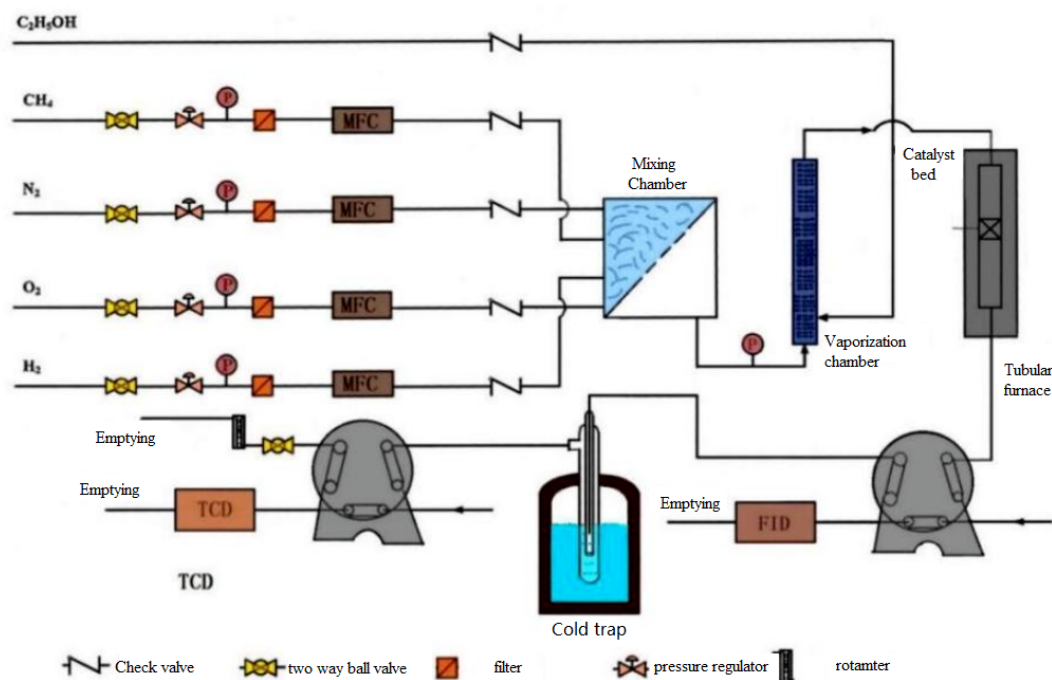 C₂H₅OH
CH₄
P
MFC
N₂
P
MFC
O₂
P
MFC
H₂
P
MFC
Mixing
Chamber
P
Vaporization
chamber
Catalyst
bed
Tubular
furnace
Emptying
Emptying
TCD
TCD
Cold trap
Emptying
FID
Check valve
two way ball valve
filter
pressure regulator
rotamter